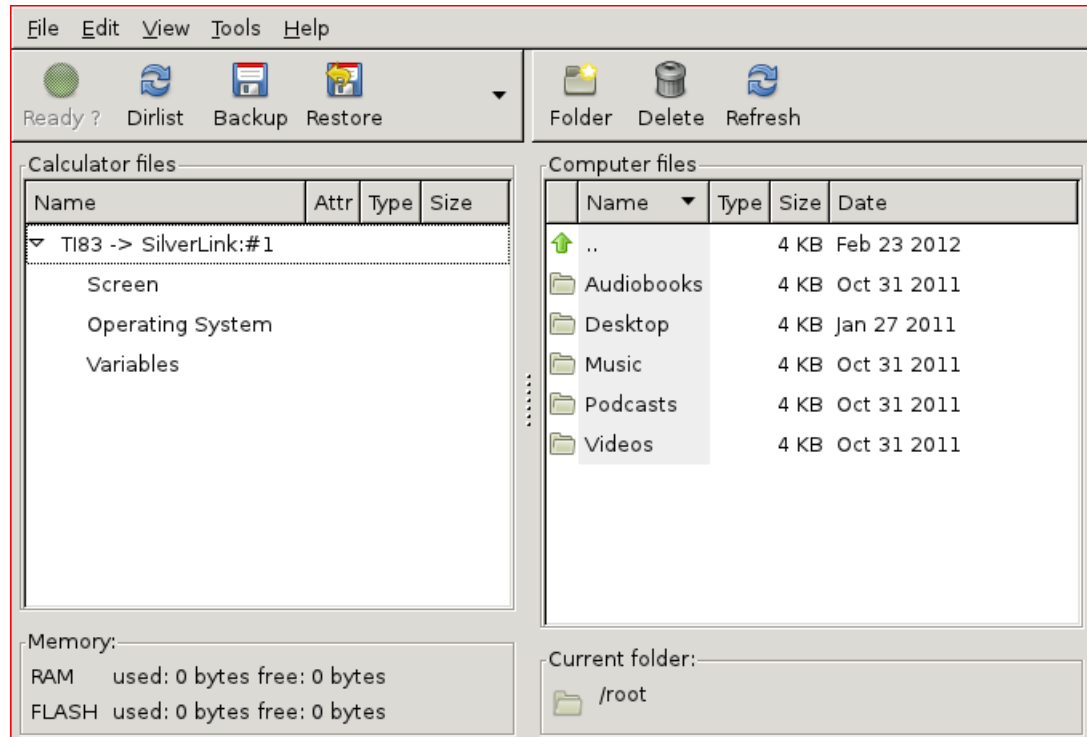 File Edit View Tools Help
Ready ? Dirlist Backup Restore
Folder Delete Refresh
Calculator files
Name Attr Type Size
TI83 -> SilverLink:#1
Screen
Operating System
Variables
Memory:
RAM used: 0 bytes free: 0 bytes
FLASH used: 0 bytes free: 0 bytes
Computer files
Name Type Size Date
.. 4 KB Feb 23 2012
Audiobooks 4 KB Oct 31 2011
Desktop 4 KB Jan 27 2011
Music 4 KB Oct 31 2011
Podcasts 4 KB Oct 31 2011
Videos 4 KB Oct 31 2011
Current folder:
/root